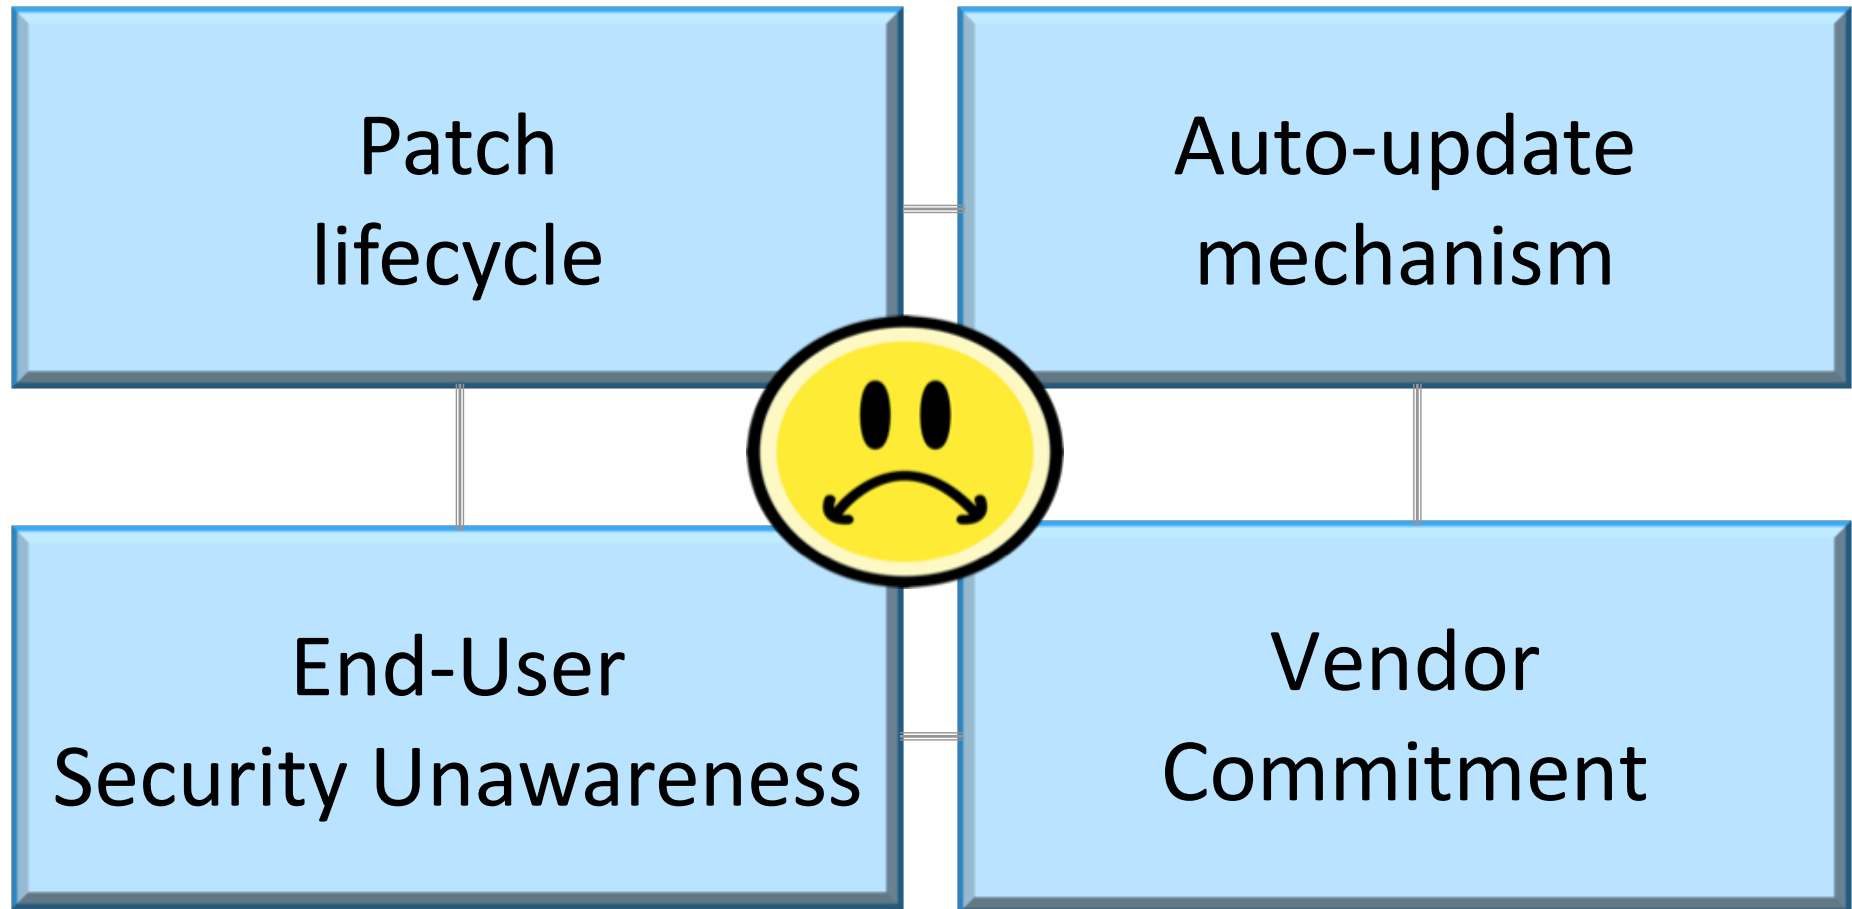 Patch
lifecycle
Auto-update
mechanism
End-User
Security Unawareness
Vendor
Commitment